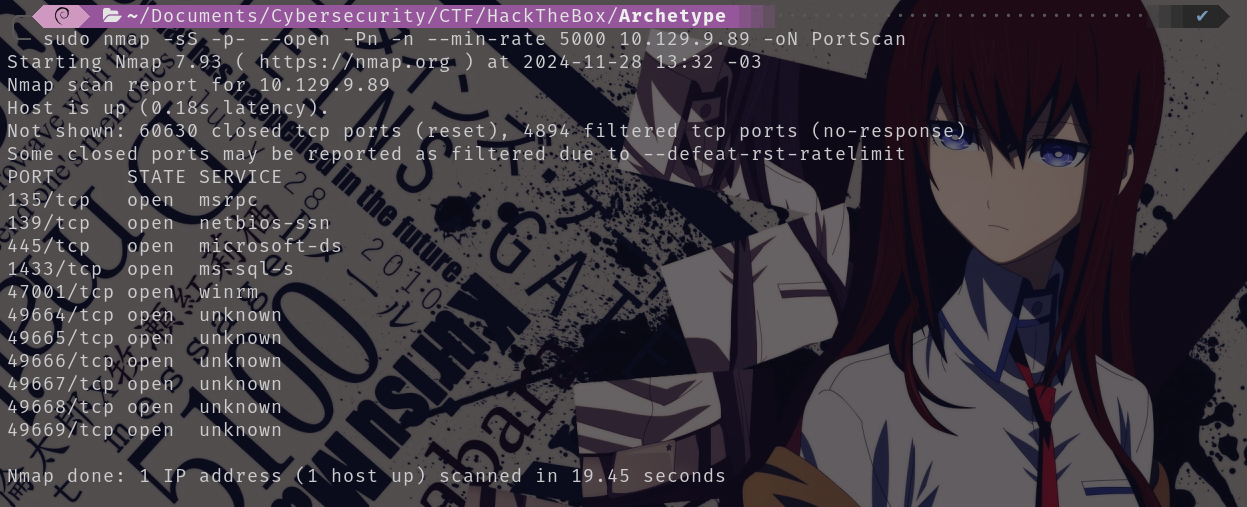 ~/Documents/Cybersecurity/CTF/HackTheBox/Archetype
sudo nmap -sS -p- --open -Pn -n --min-rate 5000 10.129.9.89 -oN PortScan
Starting Nmap 7.93 ( https://nmap.org ) at 2024-11-28 13:32 -03
Nmap scan report for 10.129.9.89
Host is up (0.18s latency).
Not shown: 60630 closed tcp ports (reset), 4894 filtered tcp ports (no-response)
Some closed ports may be reported as filtered due to --defeat-rst-ratelimit
PORT      STATE SERVICE
135/tcp   open  msrpc
139/tcp   open  netbios-ssn
445/tcp   open  microsoft-ds
1433/tcp  open  ms-sql-s
47001/tcp open  winrm
49664/tcp open  unknown
49665/tcp open  unknown
49666/tcp open  unknown
49667/tcp open  unknown
49668/tcp open  unknown
49669/tcp open  unknown
Nmap done: 1 IP address (1 host up) scanned in 19.45 seconds
in the future
28
2010